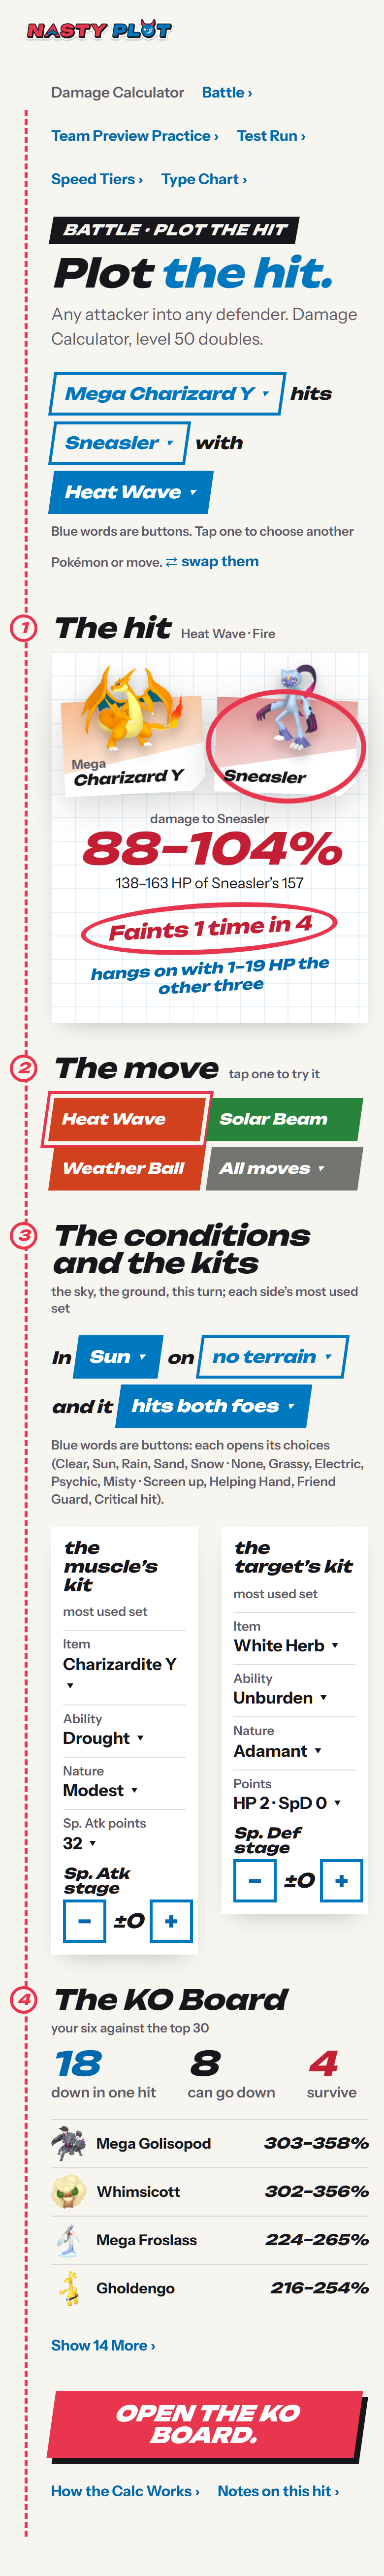 NASTY PLOT
Damage Calculator Battle ›
Team Preview Practice › Test Run ›
Speed Tiers › Type Chart ›
BATTLE · PLOT THE HIT
Plot the hit.
Any attacker into any defender. Damage
Calculator, level 50 doubles.
Mega Charizard Y ▾ hits
Sneasler ▾ with
Heat Wave ▾
Blue words are buttons. Tap one to choose another
Pokémon or move. ⇄ swap them
1 The hit Heat Wave · Fire
Mega
Charizard Y
Sneasler
damage to Sneasler
88–104%
138–163 HP of Sneasler’s 157
Faints 1 time in 4
hangs on with 1–19 HP the
other three
2 The move tap one to try it
Heat Wave Solar Beam
Weather Ball All moves ▾
3 The conditions
and the kits
the sky, the ground, this turn; each side’s most used
set
In Sun ▾ on no terrain ▾
and it hits both foes ▾
Blue words are buttons: each opens its choices
(Clear, Sun, Rain, Sand, Snow · None, Grassy, Electric,
Psychic, Misty · Screen up, Helping Hand, Friend
Guard, Critical hit).
the
muscle’s
kit
most used set
Item
Charizardite Y
▾
Ability
Drought ▾
Nature
Modest ▾
Sp. Atk points
32 ▾
Sp. Atk
stage
− ±0 +
the
target’s kit
most used set
Item
White Herb ▾
Ability
Unburden ▾
Nature
Adamant ▾
Points
HP 2 · SpD 0 ▾
Sp. Def
stage
− ±0 +
4 The KO Board
your six against the top 30
18 8 4
down in one hit can go down survive
Mega Golisopod 303–358%
Whimsicott 302–356%
Mega Froslass 224–265%
Gholdengo 216–254%
Show 14 More ›
OPEN THE KO
BOARD.
How the Calc Works › Notes on this hit ›